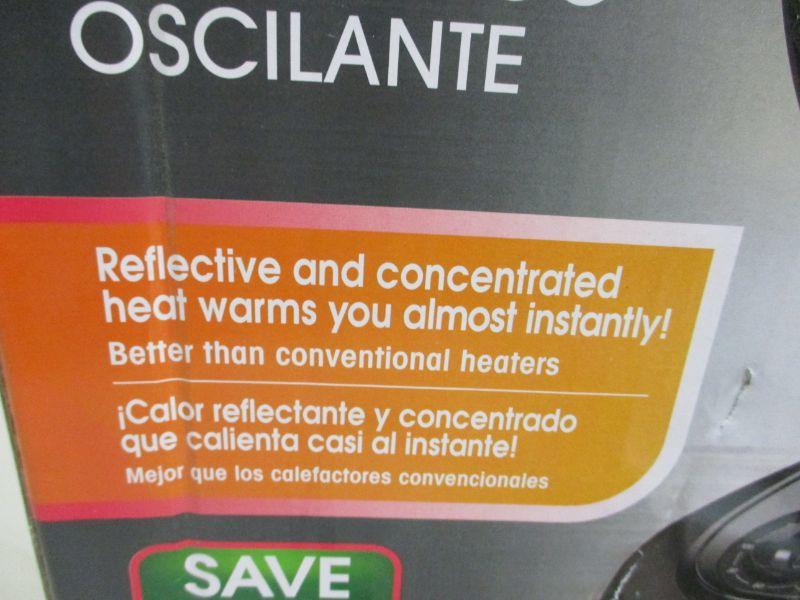 OSCILANTE
Reflective and concentrated
heat warms you almost instantly!
Better than conventional heaters
¡Calor reflectante y concentrado
que calienta casi al instante!
Mejor que los calefactores convencionales
SAVE